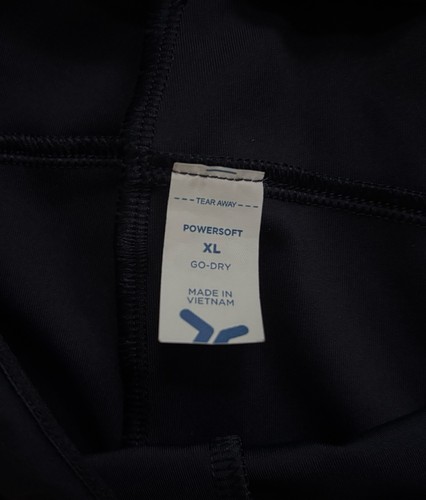 --- TEAR AWAY ---
POWERSOFT
XL
GO-DRY
MADE IN
VIETNAM